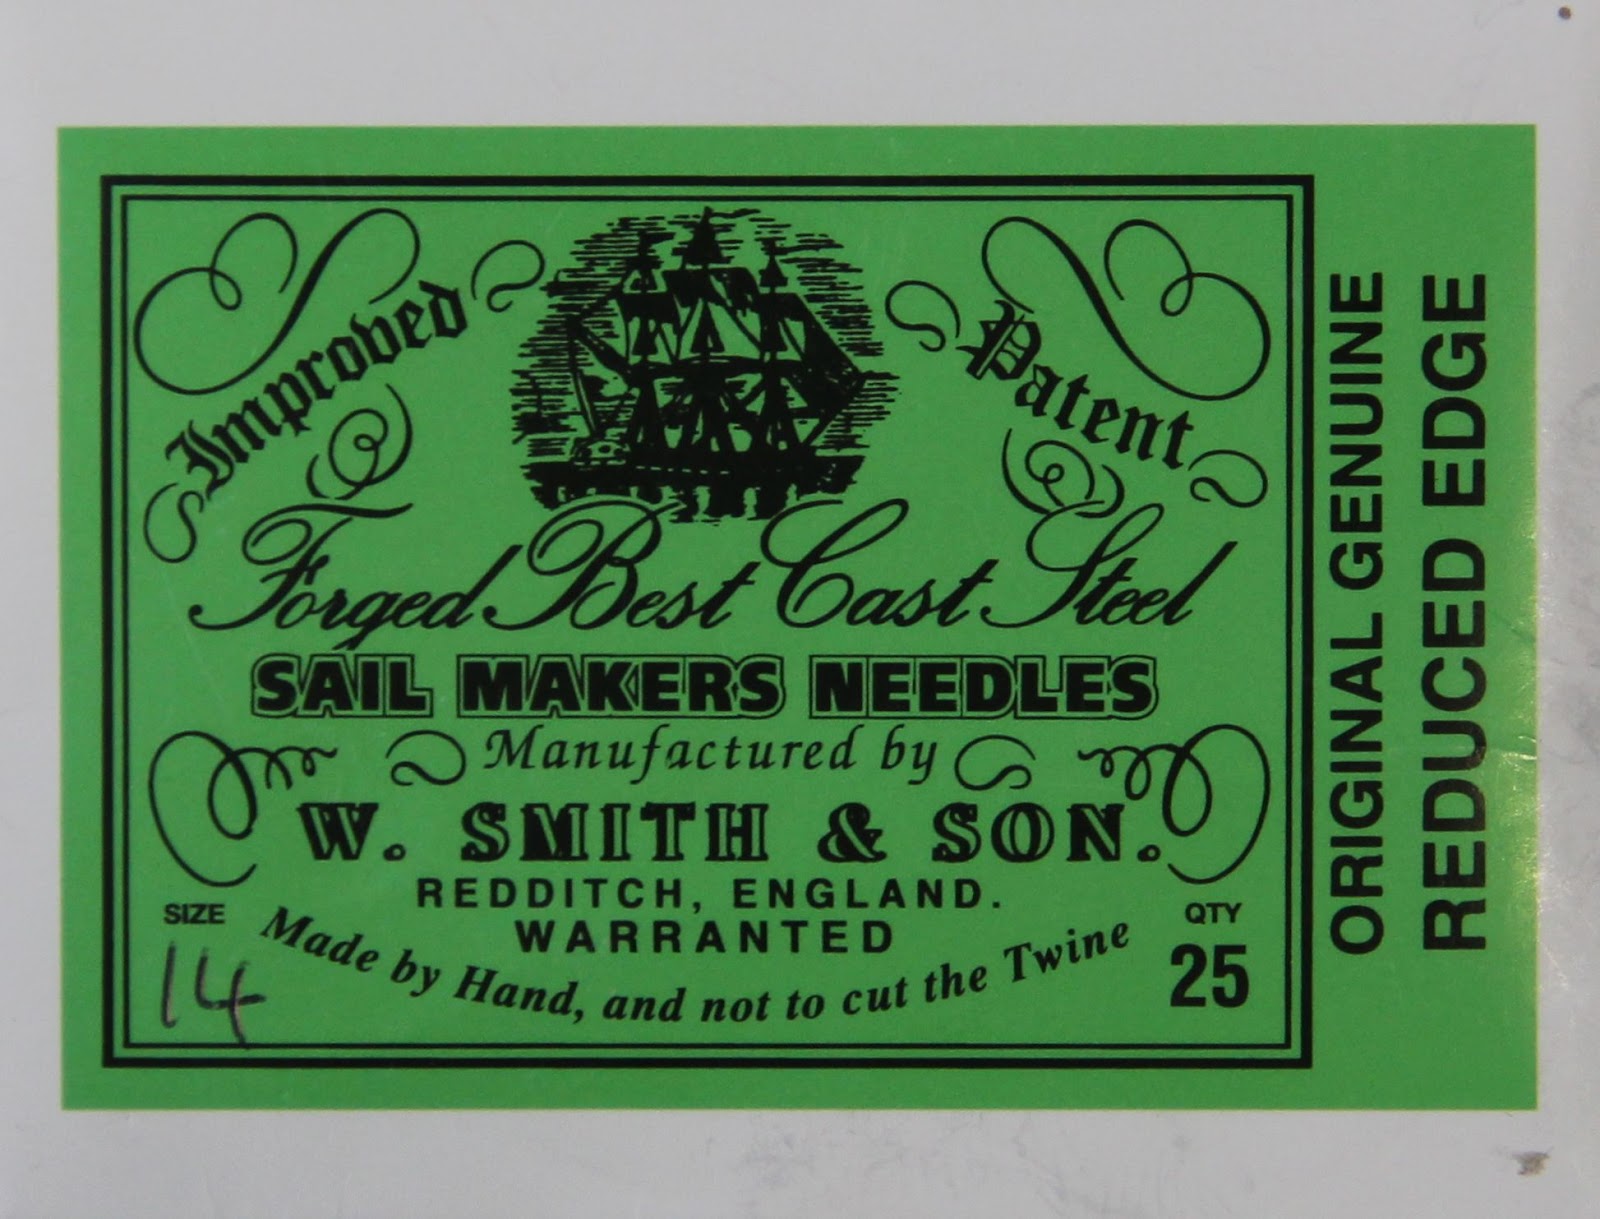 Improved
Patent
Forged Best Cast Steel
SAIL MAKERS NEEDLES
Manufactured by
W. SMITH & SON.
REDDITCH, ENGLAND.
WARRANTED
Made by Hand, and not to cut the Twine
SIZE
14
QTY
25
ORIGINAL GENUINE
REDUCED EDGE